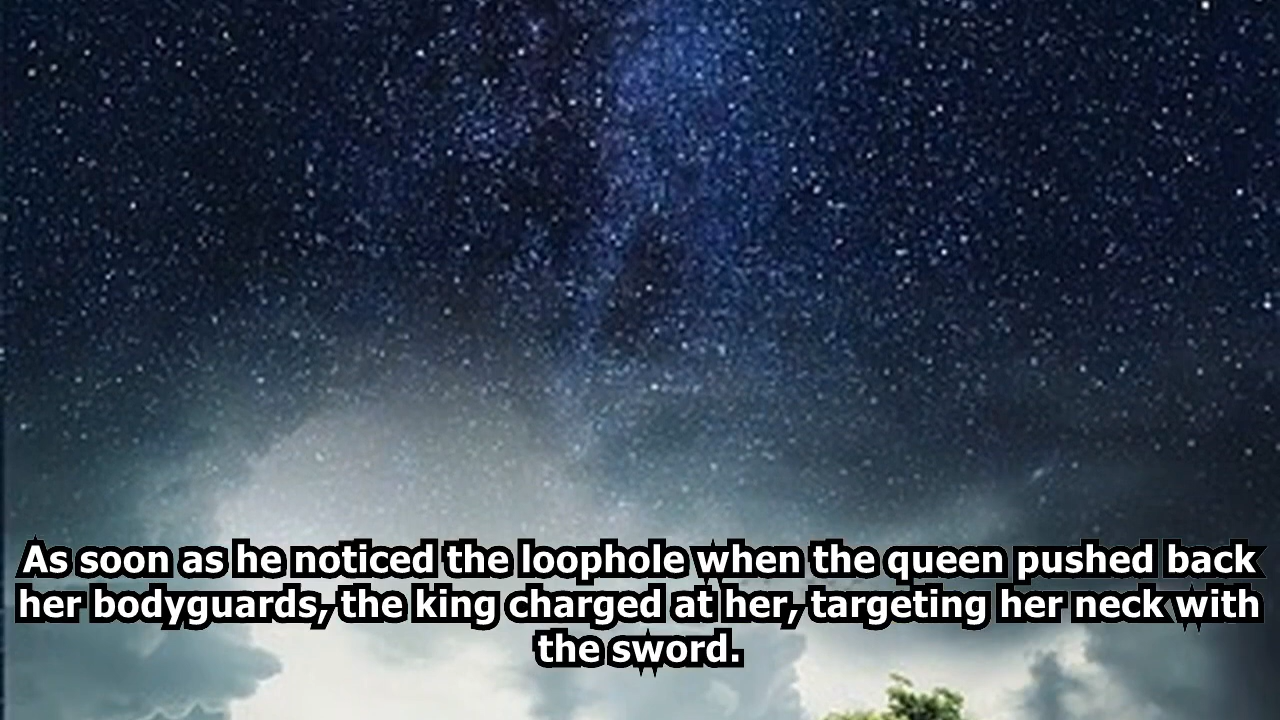 As soon as he noticed the loophole when the queen pushed back
her bodyguards, the king charged at her, targeting her neck with
the sword.